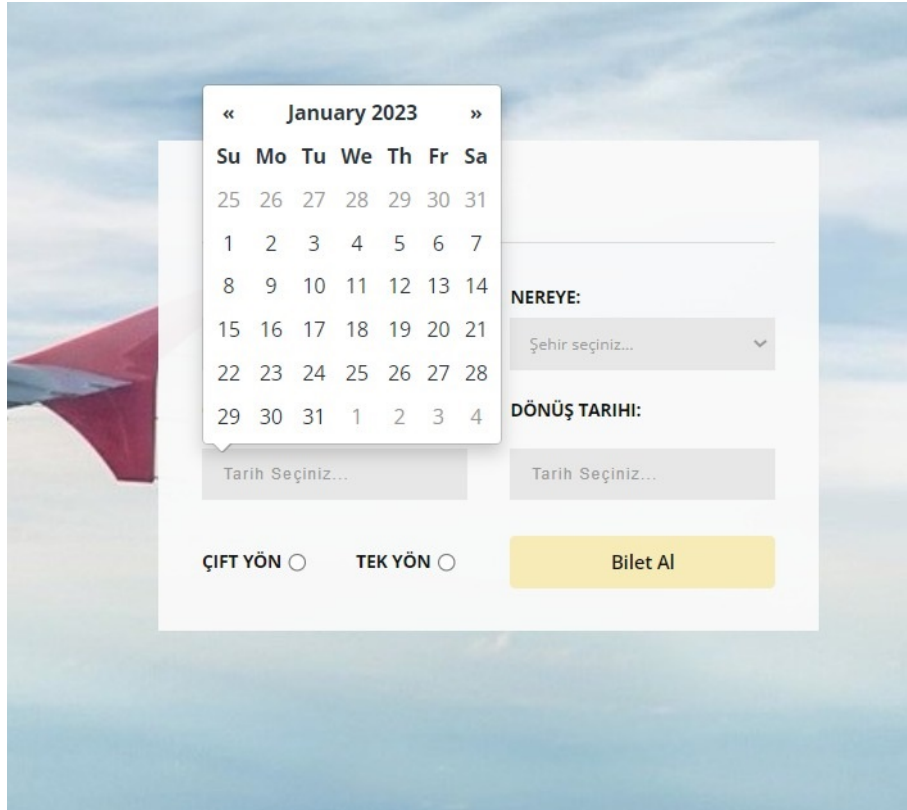 « January 2023 »
Su Mo Tu We Th Fr Sa
25 26 27 28 29 30 31
1 2 3 4 5 6 7
8 9 10 11 12 13 14
15 16 17 18 19 20 21
22 23 24 25 26 27 28
29 30 31 1 2 3 4
NEREYE:
Şehir seçiniz...
DÖNÜŞ TARIHI:
Tarih Seçiniz...
Tarih Seçiniz...
ÇIFT YÖN
TEK YÖN
Bilet Al